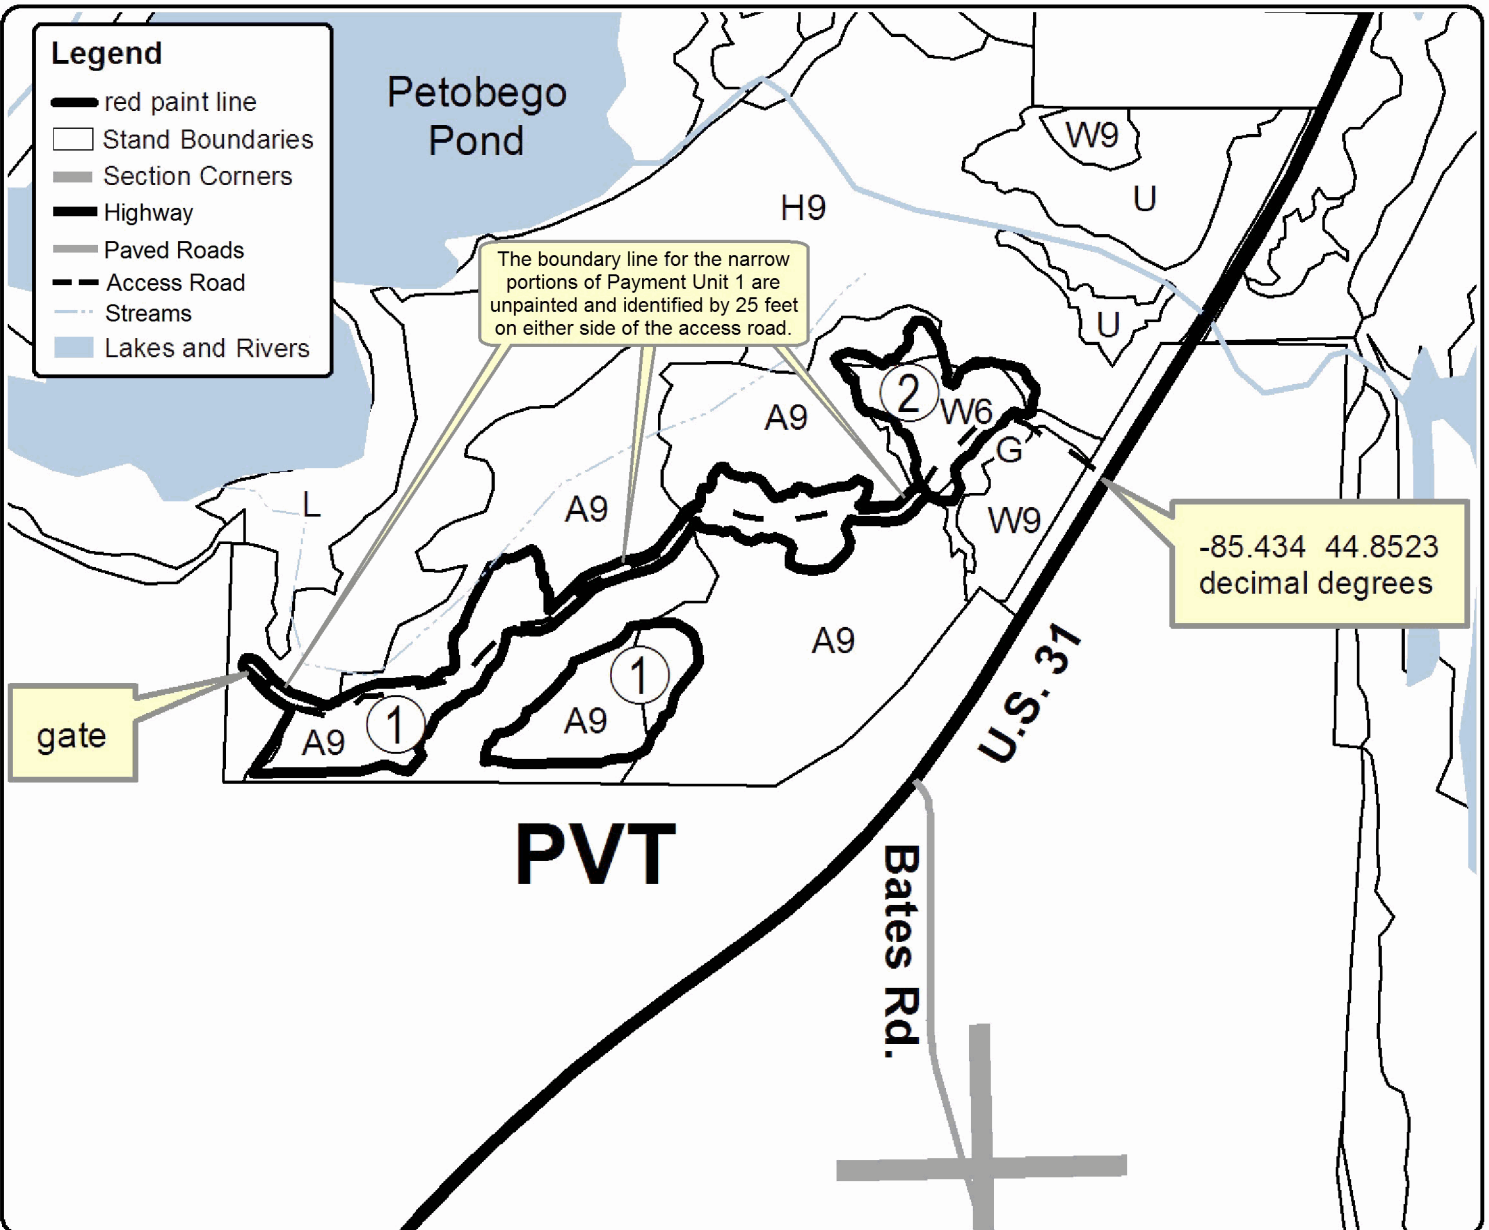 Legend
red paint line
Stand Boundaries
Section Corners
Highway
Paved Roads
Access Road
Streams
Lakes and Rivers
Petobego
Pond
W9
U
H9
The boundary line for the narrow
portions of Payment Unit 1 are
unpainted and identified by 25 feet
on either side of the access road.
U
2
W6
A9
G
L
A9
W9
-85.434 44.8523
decimal degrees
A9
1
A9
1
A9
gate
U.S. 31
PVT
Bates Rd.